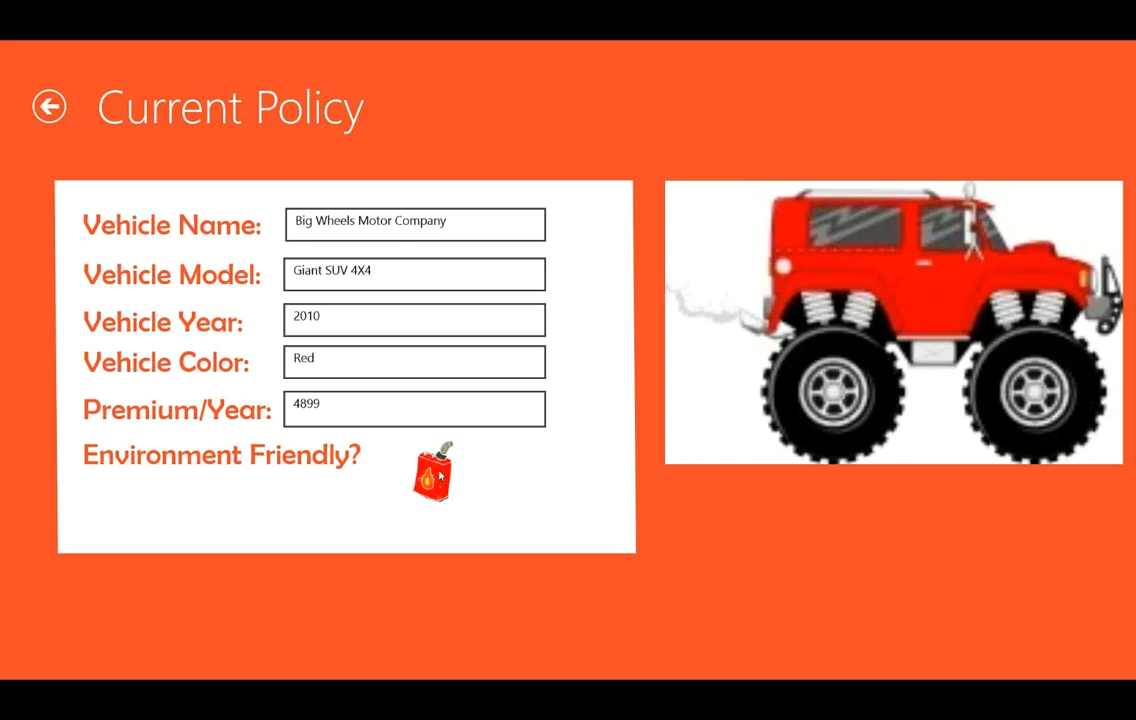 Current Policy
Vehicle Name: Big Wheels Motor Company
Vehicle Model: Giant SUV 4X4
Vehicle Year: 2010
Vehicle Color: Red
Premium/Year: 4899
Environment Friendly?